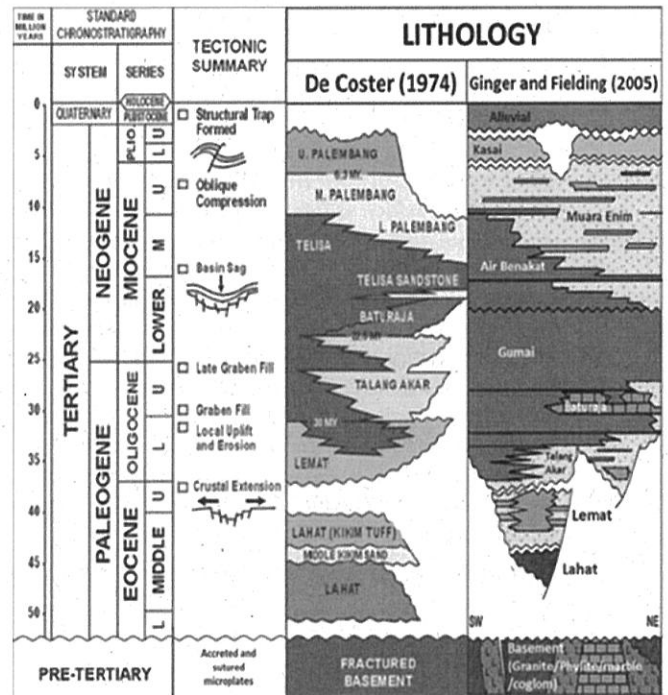 TIME IN
MILLION
YEARS
STANDARD
CHRONOSTRATIGRAPHY
SYSTEM
SERIES
TECTONIC
SUMMARY
LITHOLOGY
De Coster (1974)
Ginger and Fielding (2005)
0
5
10
15
20
25
30
35
40
45
50
QUATERNARY
HOLOCENE
PLEISTOCENE
TERTIARY
NEOGENE
PALEOGENE
PLIO.
U
L
MIOCENE
U
M
LOWER
OLIGOCENE
U
L
EOCENE
U
MIDDLE
L
Structural Trap
Formed
Oblique
Compression
Basin Sag
Late Graben Fill
Graben Fill
Local Uplift
and Erosion
Crustal Extension
U. PALEMBANG
M. PALEMBANG
L. PALEMBANG
TELISA
TELISA SANDSTONE
BATURAJA
TALANG AKAR
30 MY.
LEMAT
LAHAT (KIKIM TUFF)
MIDDLE KIKIM SAND
LAHAT
Alluvial
Kasai
Muara Enim
Air Benakat
Gumai
Baturaja
Talang
Akar
Lemat
Lahat
SW
NE
PRE-TERTIARY
Accreted
and
sutured
microplates
FRACTURED
BASEMENT
Basement
(Granite/Phylite/marble
/coglom)